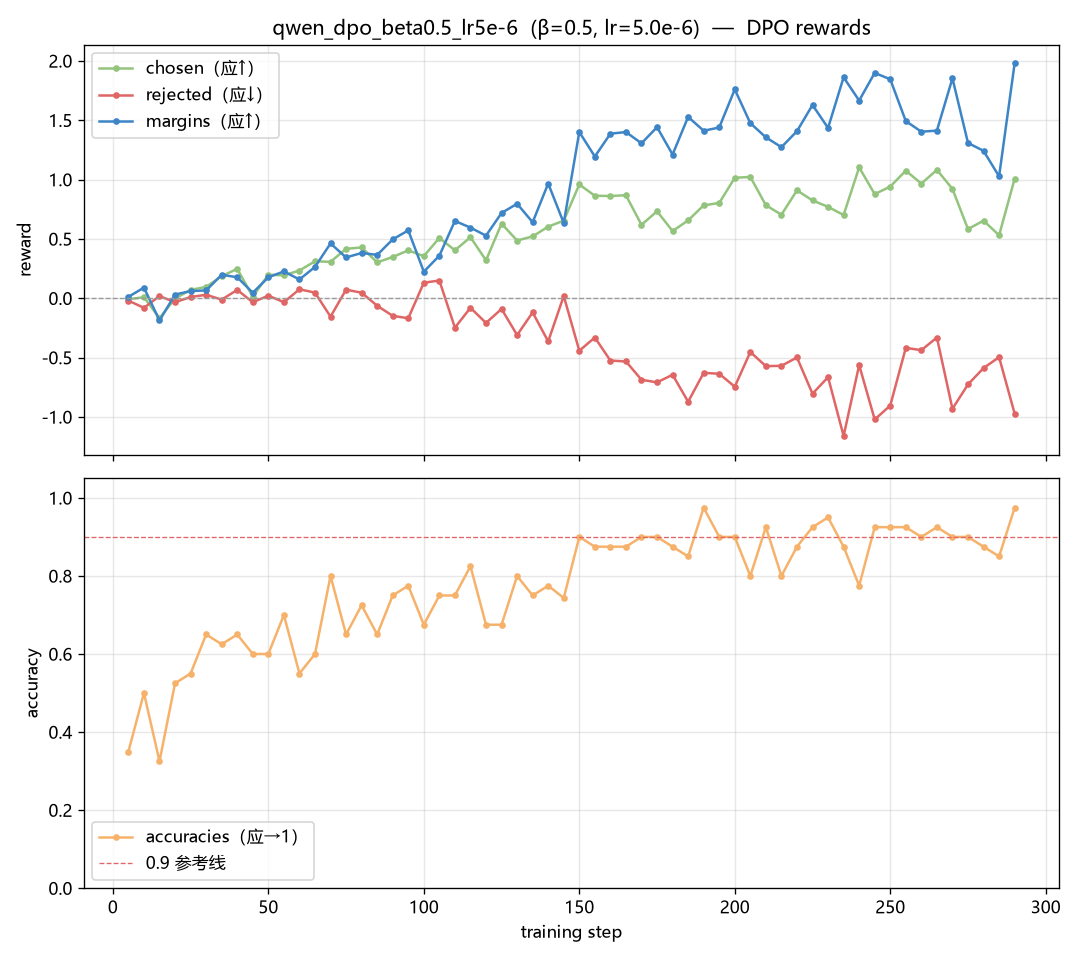 qwen_dpo_beta0.5_lr5e-6 (β=0.5, lr=5.0e-6) — DPO rewards
2.0
1.5
1.0
0.5
0.0
-0.5
-1.0
reward
chosen（应↑）
rejected（应↓）
margins（应↑）
1.0
0.8
0.6
0.4
0.2
0.0
accuracy
accuracies（应→1）
0.9 参考线
0
50
100
150
200
250
300
training step